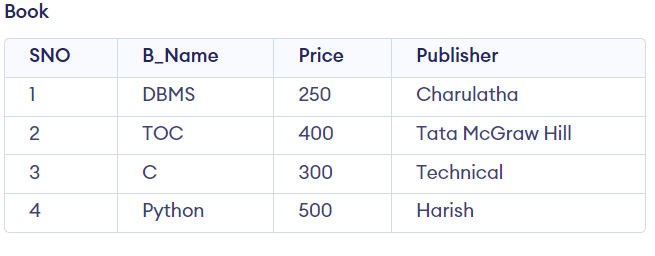 Book
SNO B_Name Price Publisher
1 DBMS 250 Charulatha
2 TOC 400 Tata McGraw Hill
3 C 300 Technical
4 Python 500 Harish